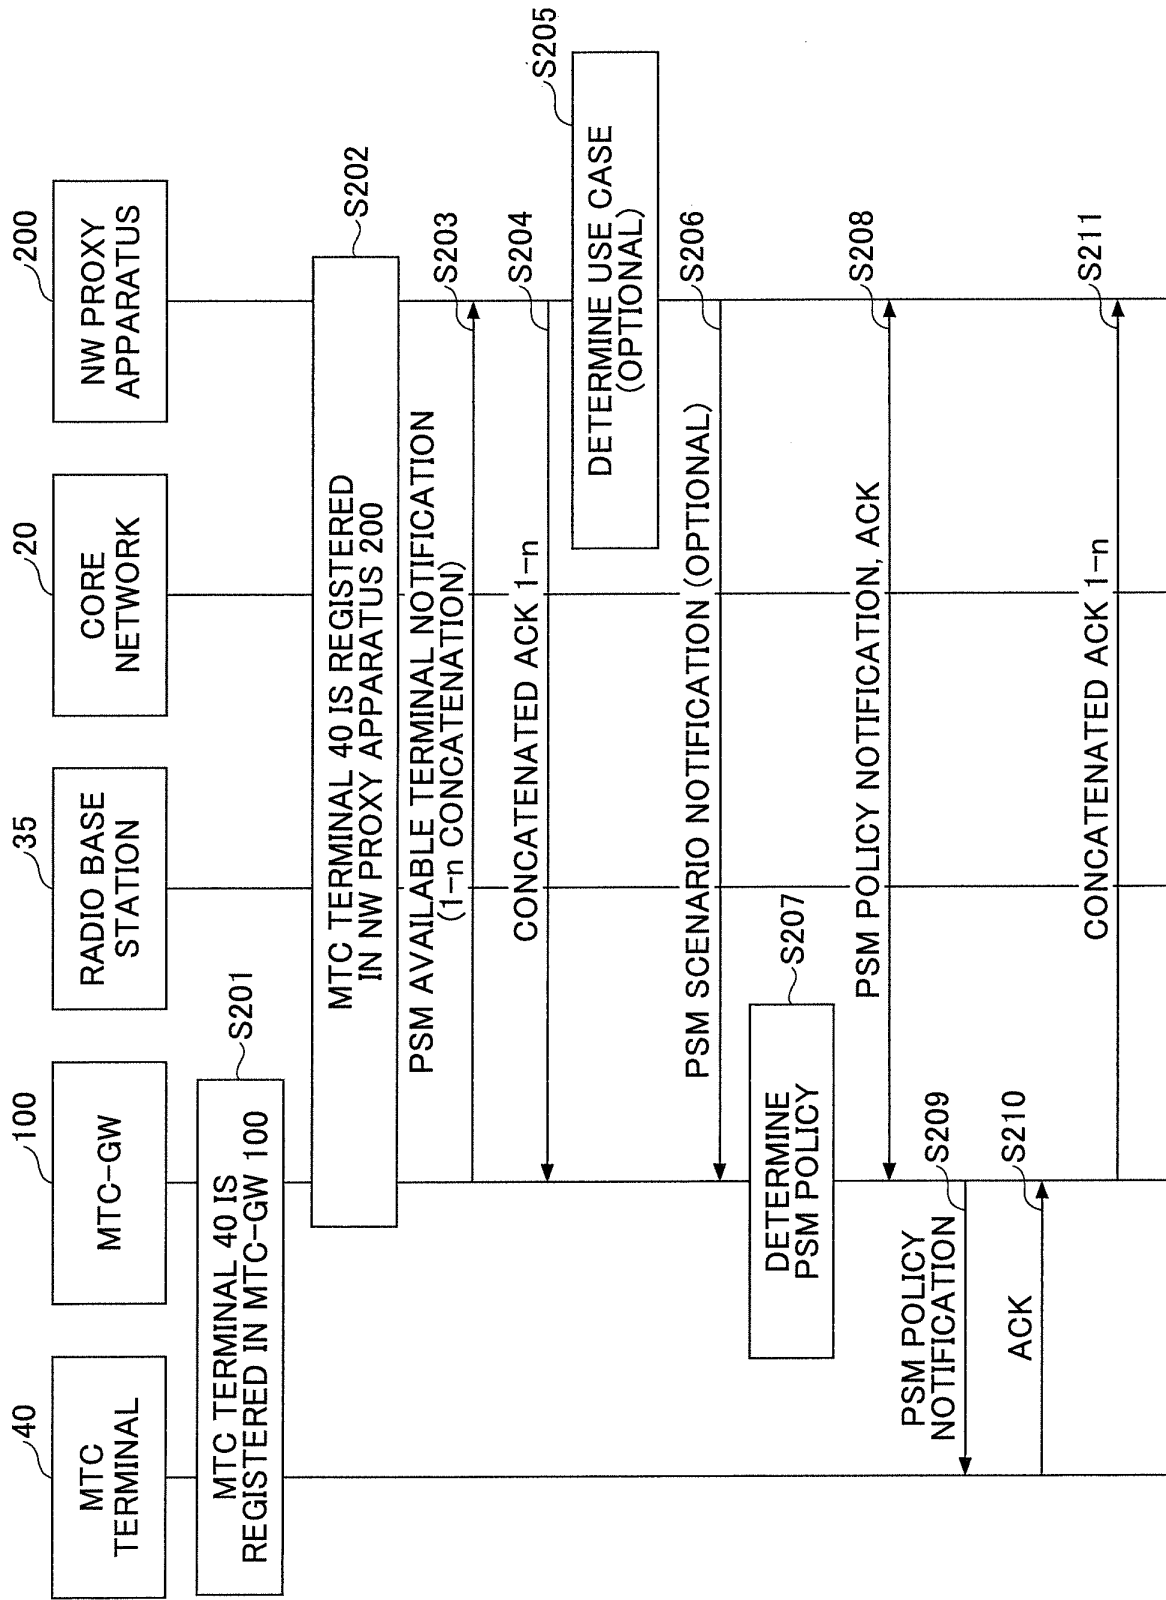 40
MTC
TERMINAL
100
MTC-GW
35
RADIO BASE
STATION
20
CORE
NETWORK
200
NW PROXY
APPARATUS
MTC TERMINAL 40 IS
REGISTERED IN MTC-GW 100
S201
MTC TERMINAL 40 IS REGISTERED
IN NW PROXY APPARATUS 200
S202
PSM AVAILABLE TERMINAL NOTIFICATION
(1-n CONCATENATION)
S203
CONCATENATED ACK 1-n
S204
DETERMINE USE CASE
(OPTIONAL)
S205
PSM SCENARIO NOTIFICATION (OPTIONAL)
S206
DETERMINE
PSM POLICY
S207
PSM POLICY NOTIFICATION, ACK
S208
PSM POLICY
NOTIFICATION
S209
ACK
S210
CONCATENATED ACK 1-n
S211